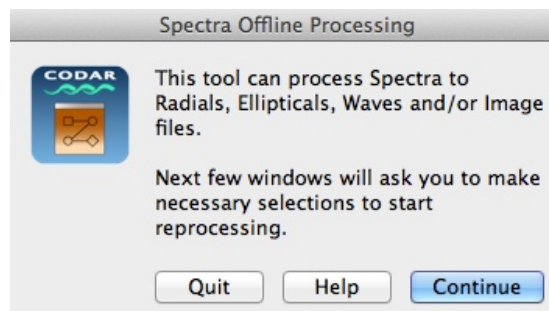 Spectra Offline Processing
CODAR
This tool can process Spectra to
Radials, Ellipticals, Waves and/or Image
files.
Next few windows will ask you to make
necessary selections to start
reprocessing.
Quit Help Continue